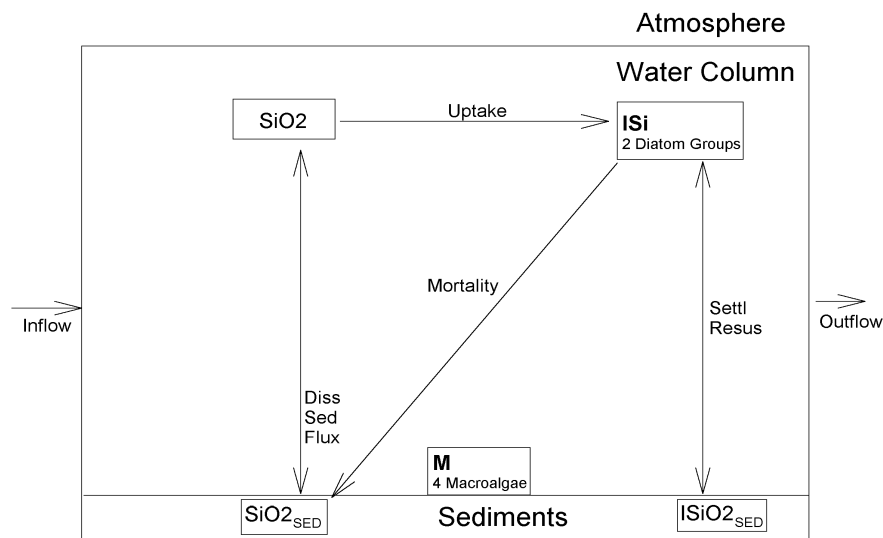 Atmosphere
Water Column
SiO2
Uptake
ISi
2 Diatom Groups
Mortality
Inflow
Settl
Resus
Outflow
Diss
Sed
Flux
M
4 Macroalgae
SiO2SED
Sediments
ISiO2SED